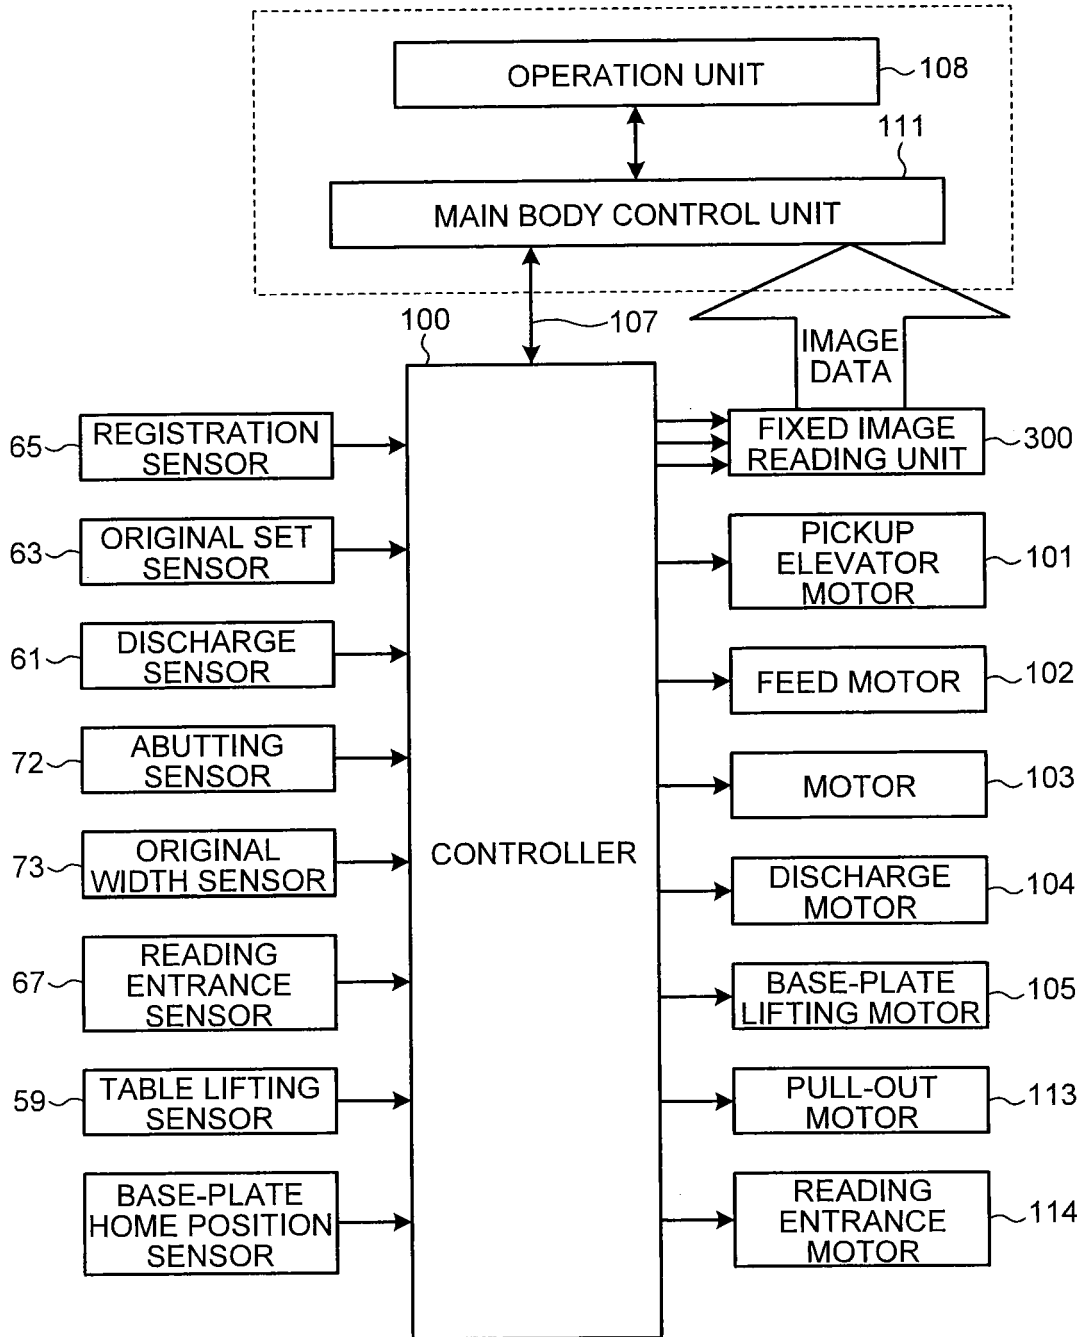 OPERATION UNIT
108
111
MAIN BODY CONTROL UNIT
100
107
IMAGE
DATA
65
REGISTRATION
SENSOR
FIXED IMAGE
READING UNIT
300
63
ORIGINAL SET
SENSOR
PICKUP
ELEVATOR
MOTOR
101
61
DISCHARGE
SENSOR
FEED MOTOR
102
72
ABUTTING
SENSOR
MOTOR
103
73
ORIGINAL
WIDTH SENSOR
CONTROLLER
DISCHARGE
MOTOR
104
67
READING
ENTRANCE
SENSOR
BASE-PLATE
LIFTING MOTOR
105
59
TABLE LIFTING
SENSOR
PULL-OUT
MOTOR
113
BASE-PLATE
HOME POSITION
SENSOR
READING
ENTRANCE
MOTOR
114